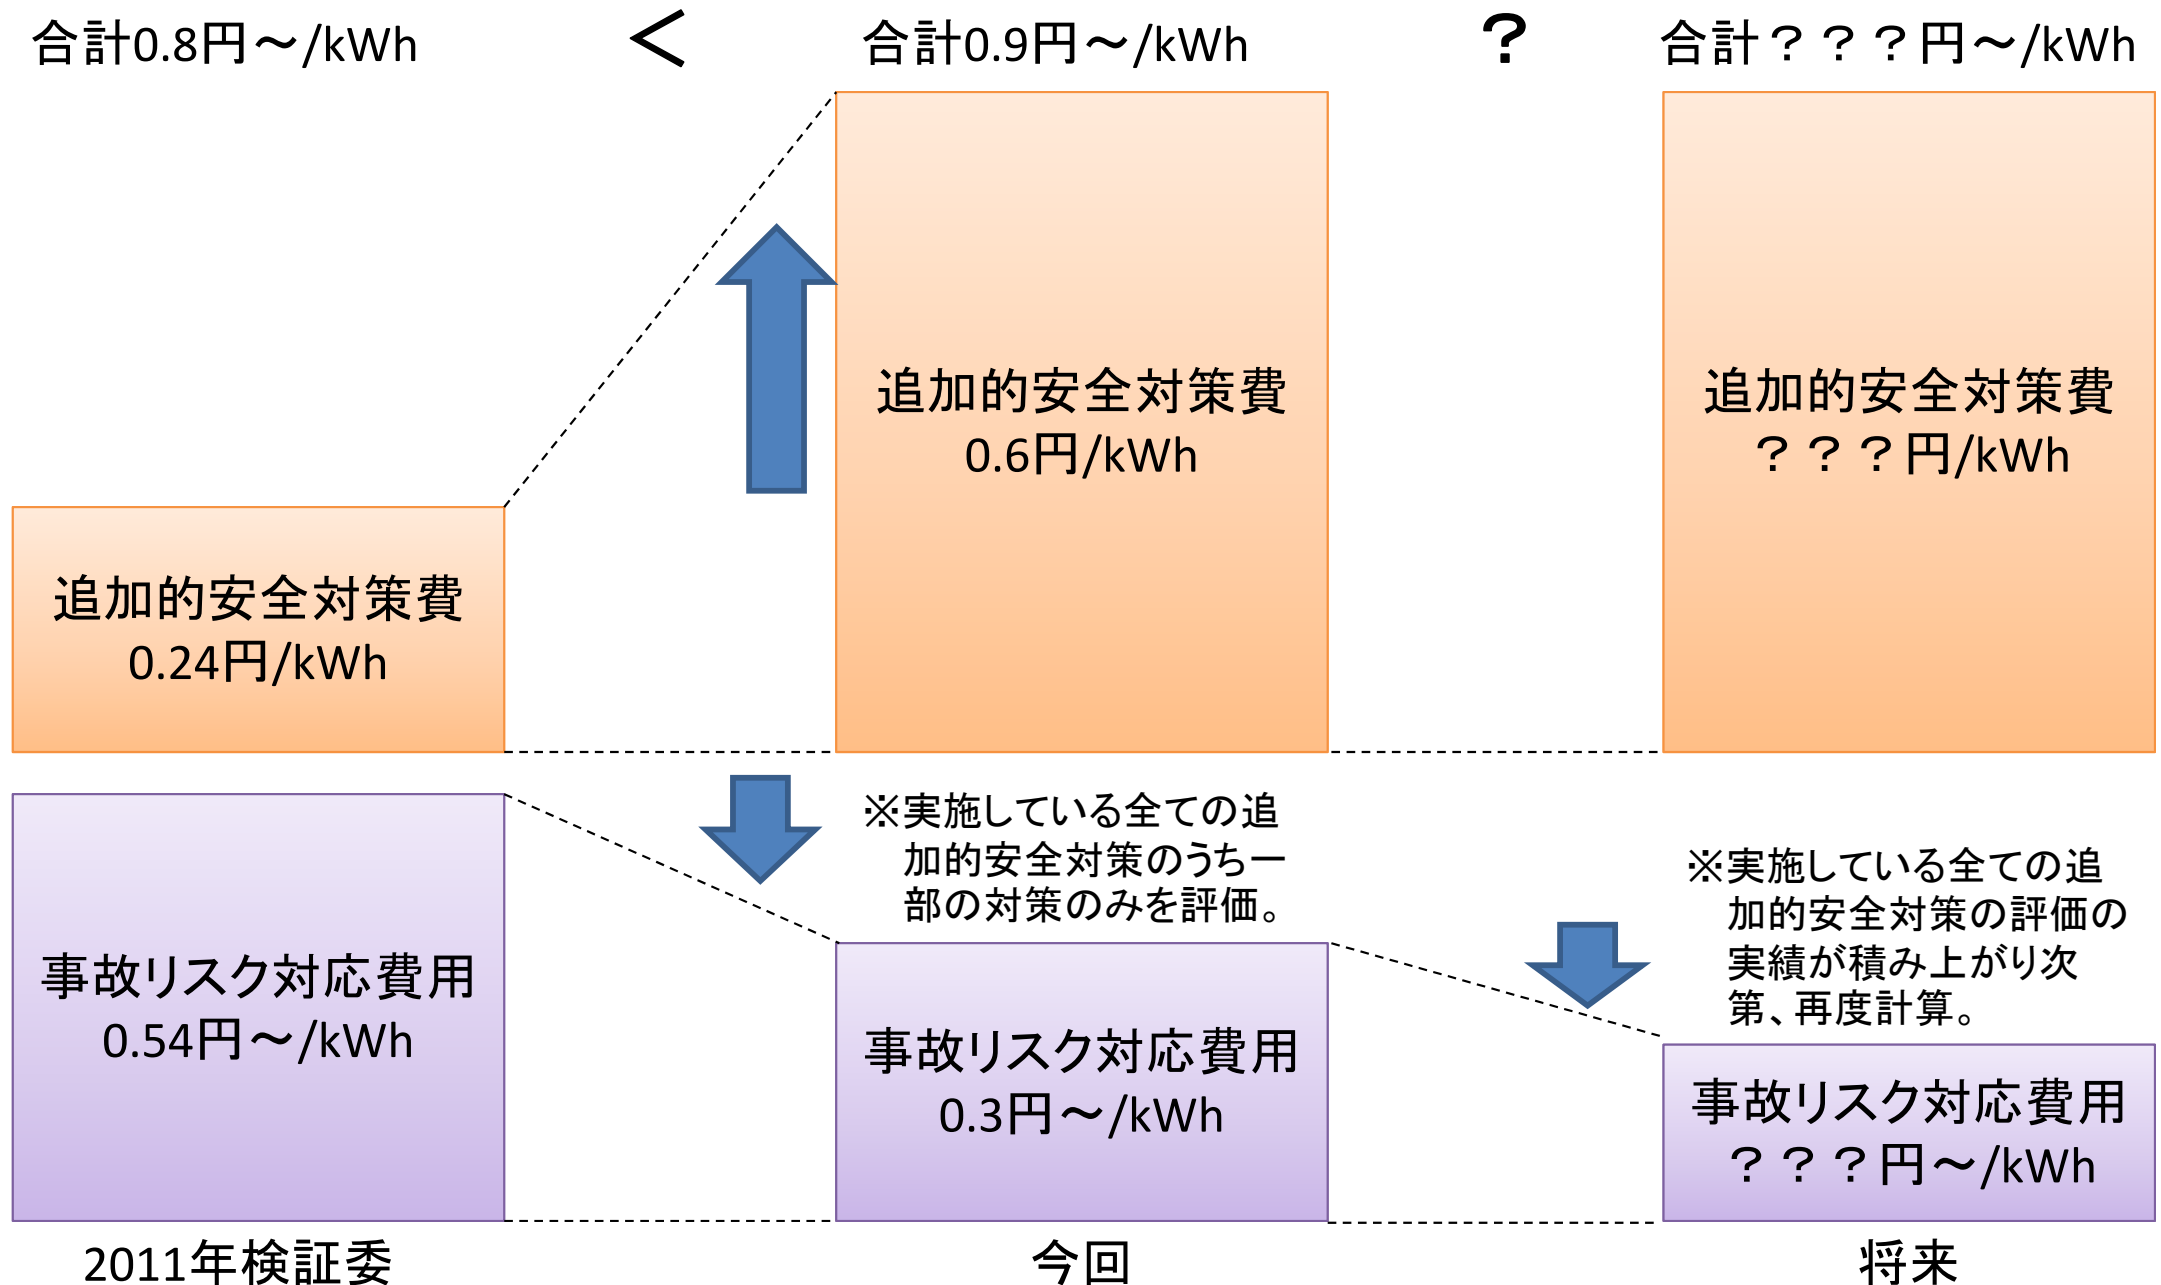 合計0.8円～/kWh
＜
合計0.9円～/kWh
？
合計？？？円～/kWh
追加的安全対策費
0.24円/kWh
追加的安全対策費
0.6円/kWh
追加的安全対策費
？？？円/kWh
事故リスク対応費用
0.54円～/kWh
※実施している全ての追
加的安全対策のうち一
部の対策のみを評価。
事故リスク対応費用
0.3円～/kWh
※実施している全ての追
加的安全対策の評価の
実績が積み上がり次
第、再度計算。
事故リスク対応費用
？？？円～/kWh
2011年検証委
今回
将来